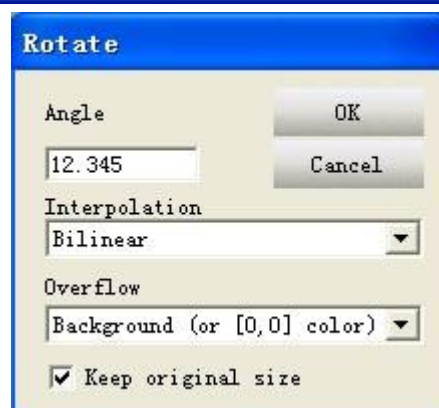 Rotate
Angle
OK
12.345
Cancel
Interpolation
Bilinear
Overflow
Background (or [0,0] color)
Keep original size